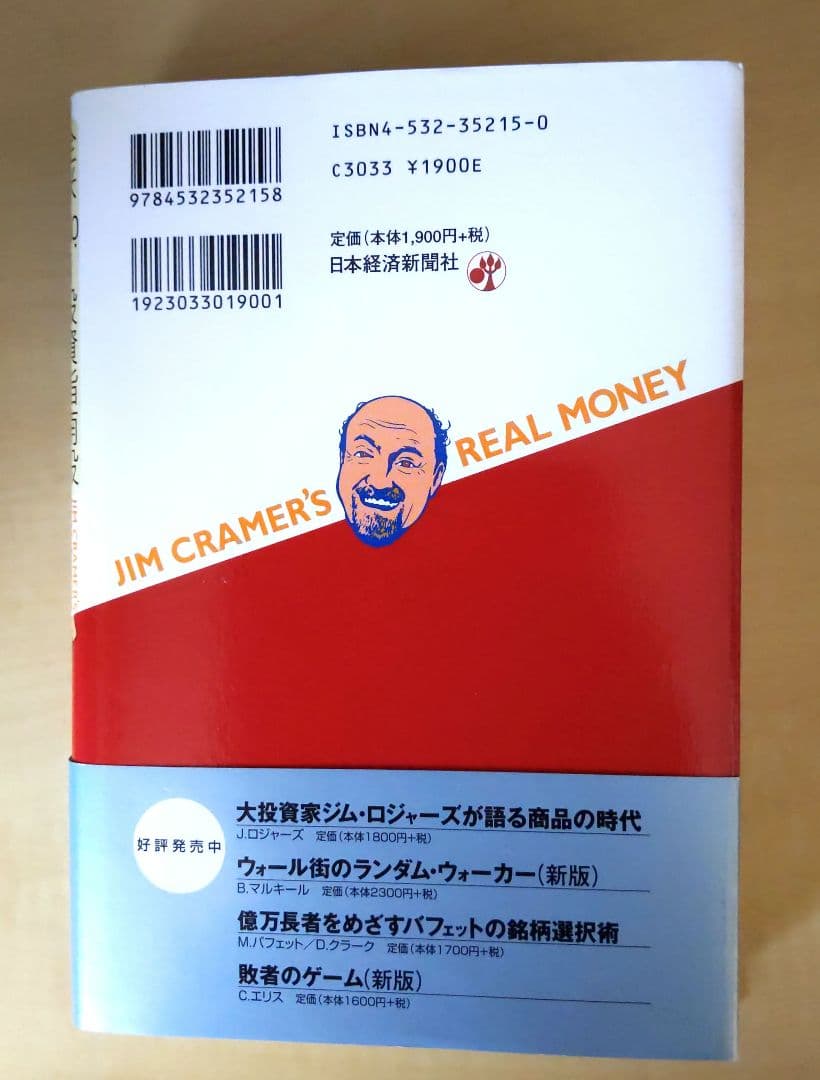 ISBN4-532-35215-0
C3033 ¥1900E
9784532352158
定価(本体1,900円+税)
日本経済新聞社
1923033019001
JIM CRAMER'S REAL MONEY
JIM CRAMER'S
好評発売中
大投資家ジム・ロジャーズが語る商品の時代
J.ロジャーズ 定価(本体1800円+税)
ウォール街のランダム・ウォーカー(新版)
B.マルキール 定価(本体2300円+税)
億万長者をめざすバフェットの銘柄選択術
M.バフェット/D.クラーク 定価(本体1700円+税)
敗者のゲーム(新版)
C.エリス 定価(本体1600円+税)